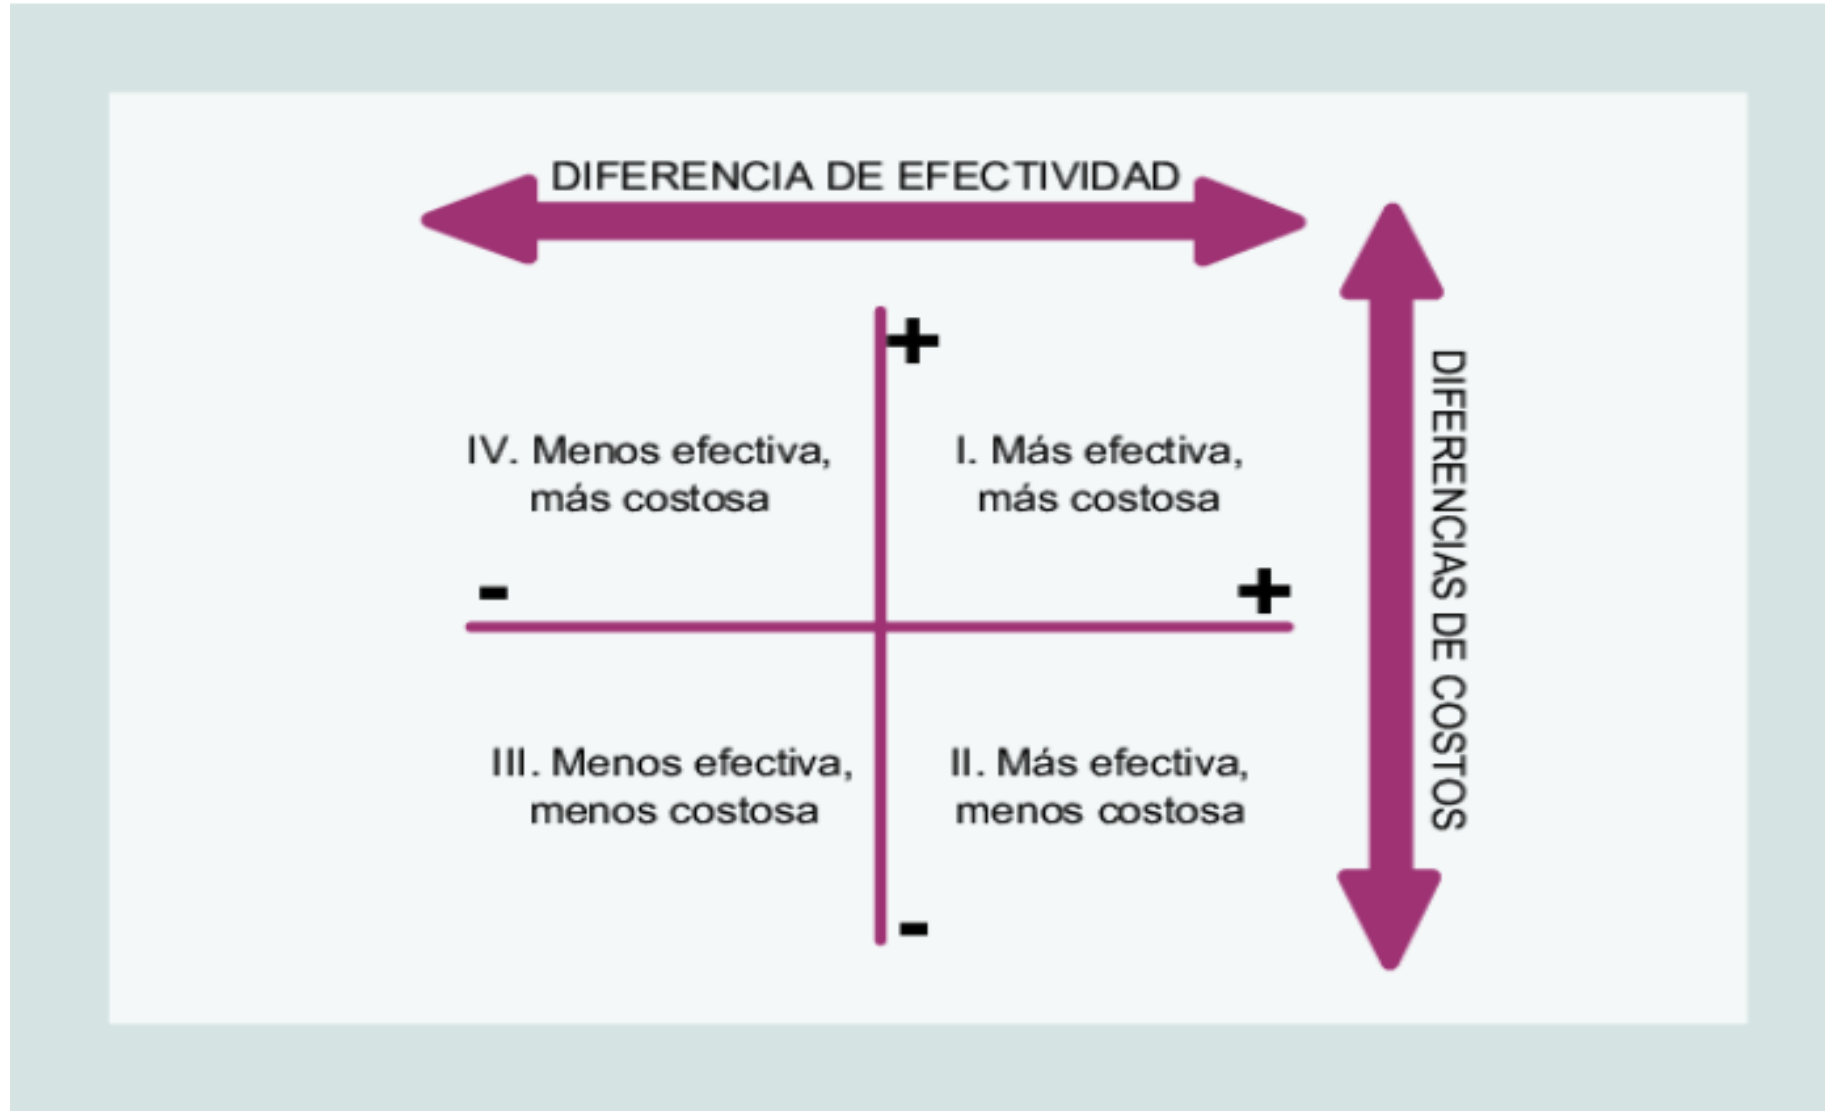 DIFERENCIA DE EFECTIVIDAD
+
IV. Menos efectiva,
más costosa
I. Más efectiva,
más costosa
-
+
III. Menos efectiva,
menos costosa
II. Más efectiva,
menos costosa
-
DIFERENCIAS DE COSTOS